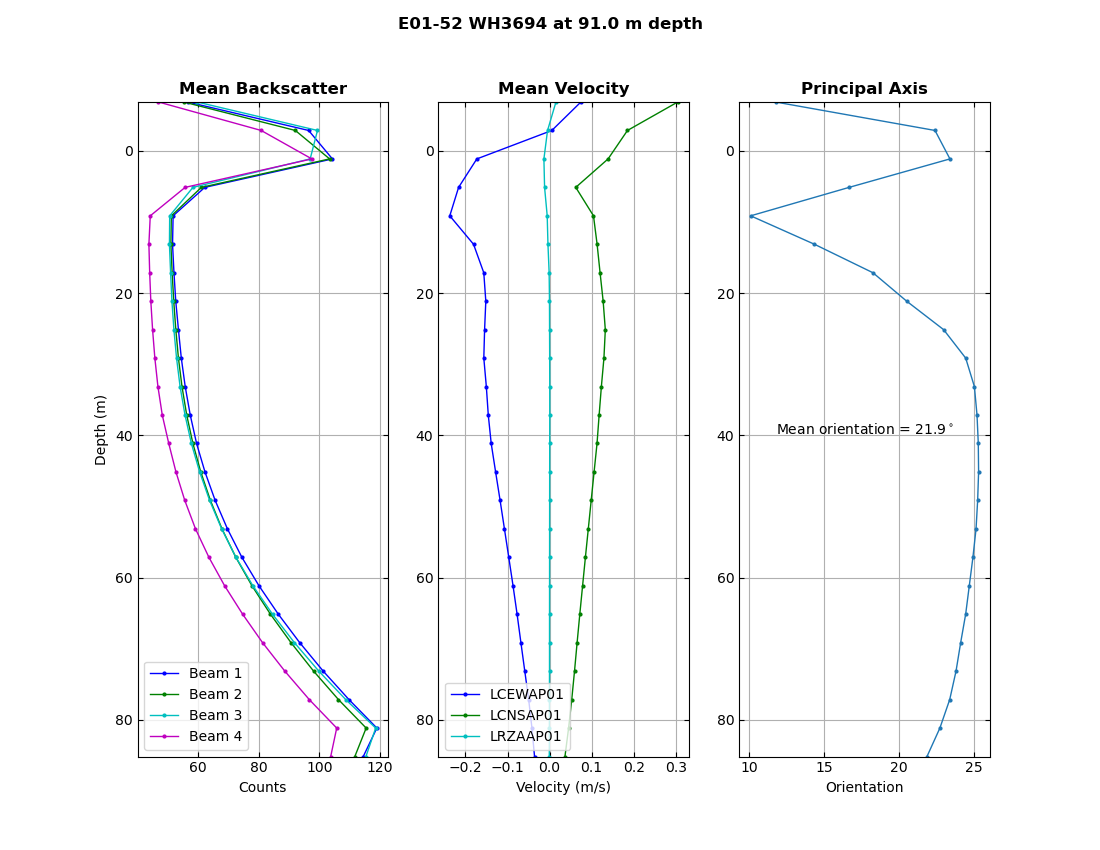 E01-52 WH3694 at 91.0 m depth
Mean Backscatter
Mean Velocity
Principal Axis
0
20
40
60
80
Depth (m)
60 80 100 120
Counts
Beam 1
Beam 2
Beam 3
Beam 4
0
20
40
60
80
−0.2 −0.1 0.0 0.1 0.2 0.3
Velocity (m/s)
LCEWAP01
LCNSAP01
LRZAAP01
0
20
40
60
80
10 15 20 25
Orientation
Mean orientation = 21.9°